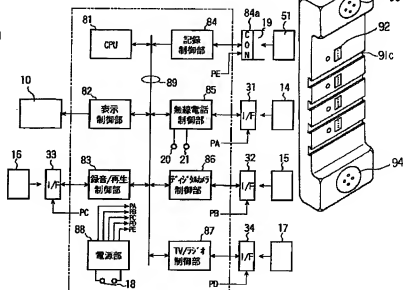 81
CPU
84
記録
制御部
84a
19
51
C
O
N
PE
89
92
91c
10
82
表示
制御部
85
無線電話
制御部
31
I/F
14
PA
20
21
16
33
I/F
83
録音/再生
制御部
86
ディジタルカメラ
制御部
32
I/F
15
94
PC
PB
PA
PB
PC
PD
PE
88
電源部
18
87
TV/ラジオ
制御部
34
I/F
17
PD